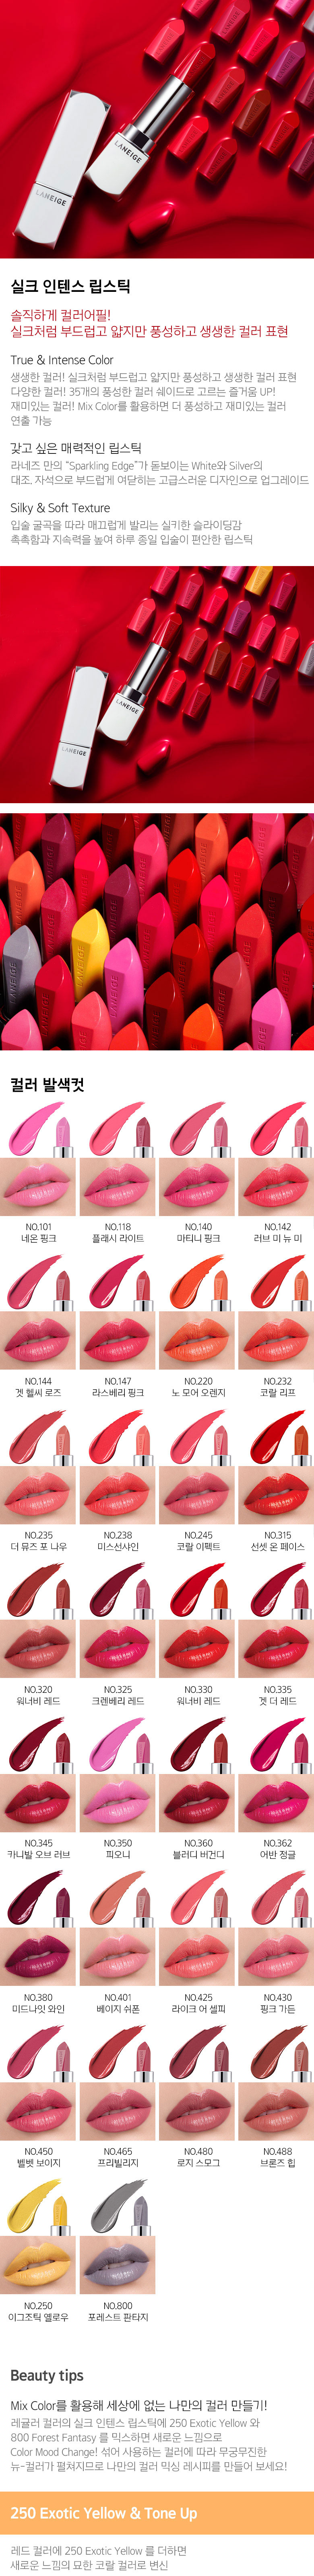 LANEIGE
LANEIGE
실크 인텐스 립스틱
솔직하게 컬러어필!
실크처럼 부드럽고 얇지만 풍성하고 생생한 컬러 표현
True & Intense Color
생생한 컬러! 실크처럼 부드럽고 얇지만 풍성하고 생생한 컬러 표현
다양한 컬러! 35개의 풍성한 컬러 쉐이드로 고르는 즐거움 UP!
재미있는 컬러! Mix Color를 활용하면 더 풍성하고 재미있는 컬러
연출 가능
갖고 싶은 매력적인 립스틱
라네즈 만의 “Sparkling Edge”가 돋보이는 White와 Silver의
대조, 자석으로 부드럽게 여닫히는 고급스러운 디자인으로 업그레이드
Silky & Soft Texture
입술 굴곡을 따라 매끄럽게 발리는 실키한 슬라이딩감
촉촉함과 지속력을 높여 하루 종일 입술이 편안한 립스틱
LANEIGE
LANEIGE
LANEIGE
LANEIGE
LANEIGE
LANEIGE
컬러 발색컷
NO.101 NO.118 NO.140 NO.142
네온 핑크 플래시 라이트 마티니 핑크 러브 미 뉴 미
NO.144 NO.147 NO.220 NO.232
겟 헬씨 로즈 라스베리 핑크 노 모어 오렌지 코랄 리프
NO.235 NO.238 NO.245 NO.315
더 뮤즈 포 나우 미스선샤인 코랄 이펙트 선셋 온 페이스
NO.320 NO.325 NO.330 NO.335
워너비 레드 크렌베리 레드 워너비 레드 겟 더 레드
NO.345 NO.350 NO.360 NO.362
카니발 오브 러브 피오니 블러디 버건디 어반 정글
NO.380 NO.401 NO.425 NO.430
미드나잇 와인 베이지 쉬폰 라이크 어 셀피 핑크 가든
NO.450 NO.465 NO.480 NO.488
벨벳 보이지 프리빌리지 로지 스모그 브론즈 힙
NO.250 NO.800
이그조틱 옐로우 포레스트 판타지
Beauty tips
Mix Color를 활용해 세상에 없는 나만의 컬러 만들기!
레귤러 컬러의 실크 인텐스 립스틱에 250 Exotic Yellow 와
800 Forest Fantasy 를 믹스하면 새로운 느낌으로
Color Mood Change! 섞어 사용하는 컬러에 따라 무궁무진한
뉴-컬러가 펼쳐지므로 나만의 컬러 믹싱 레시피를 만들어 보세요!
250 Exotic Yellow & Tone Up
레드 컬러에 250 Exotic Yellow 를 더하면
새로운 느낌의 묘한 코랄 컬러로 변신